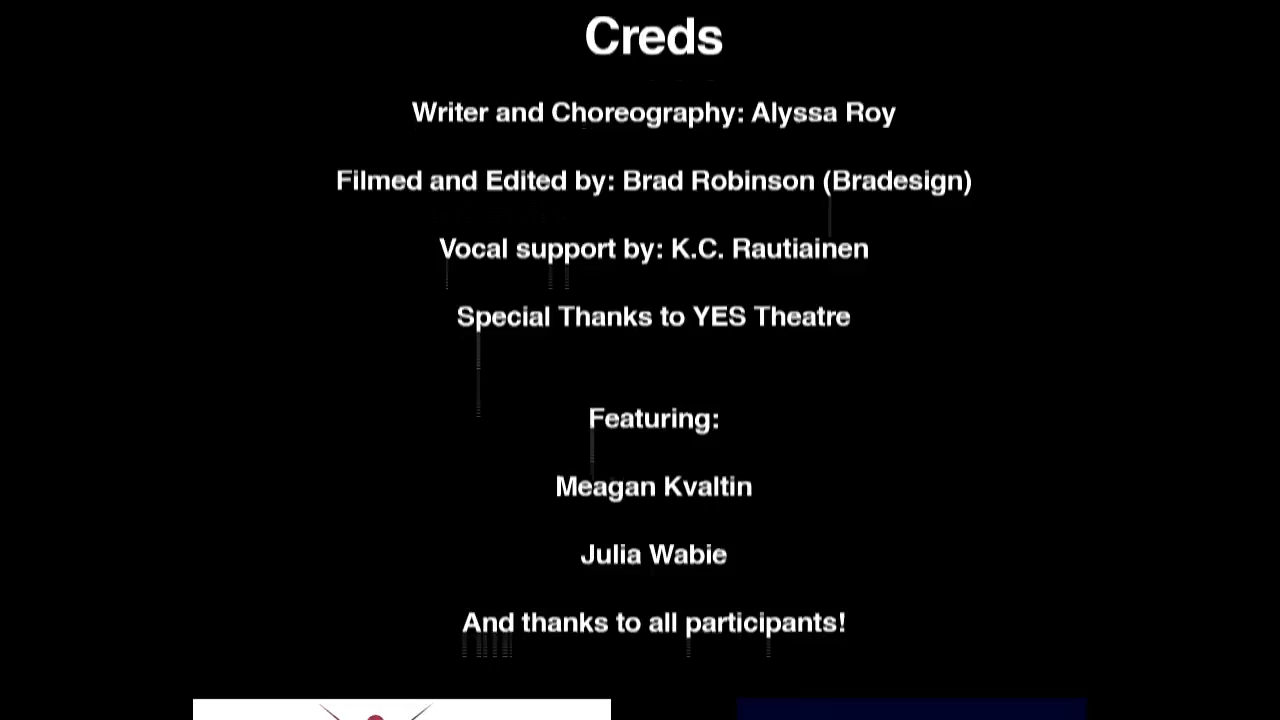 Creds
Writer and Choreography: Alyssa Roy
Filmed and Edited by: Brad Robinson (Bradesign)
Vocal support by: K.C. Rautiainen
Special Thanks to YES Theatre
Featuring:
Meagan Kvaltin
Julia Wabie
And thanks to all participants!